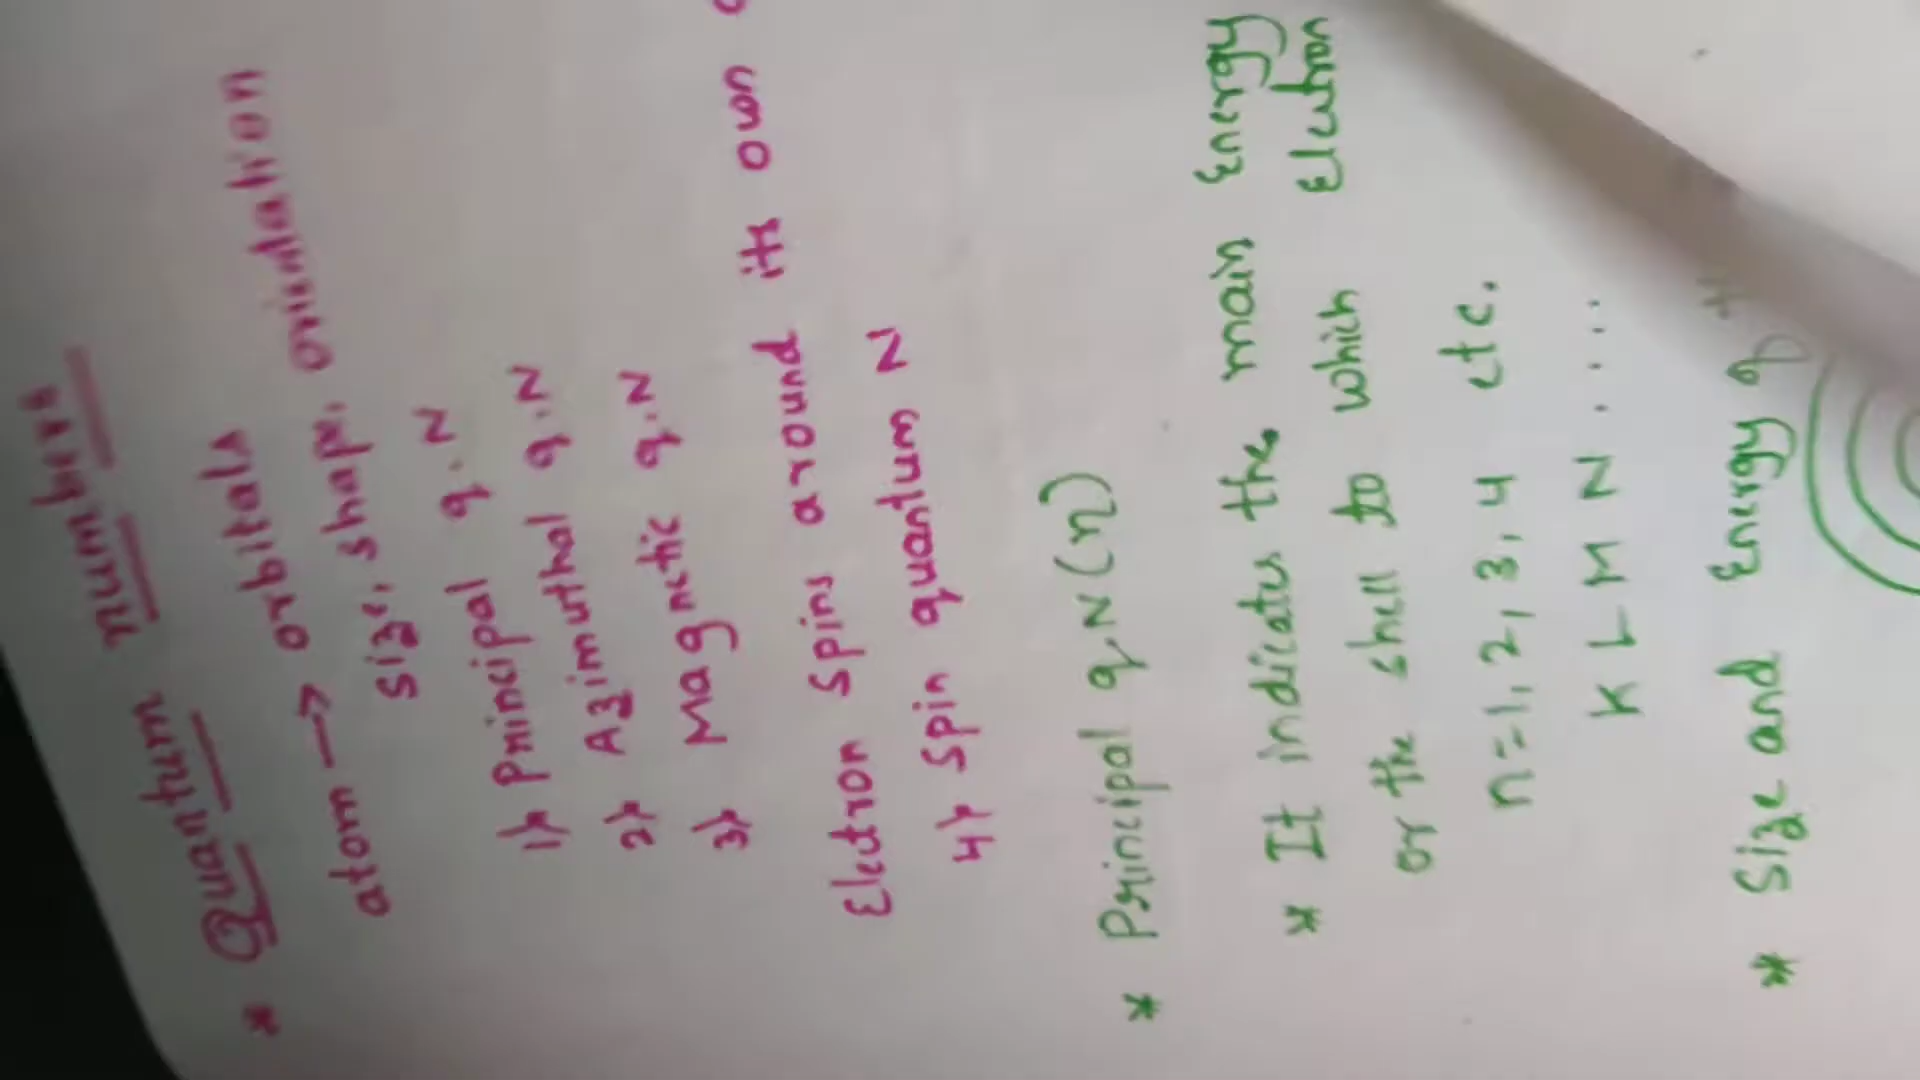 * Quantum numbers
atom → orbitals
size, shape, orientation
1) Principal q.N
2) Azimuthal q.N
3) Magnetic q.N
Electron spins around its own
4) Spin quantum N
* Principal q.N (n)
* It indicates the main Energy
or the shell to which Electron
n=1, 2, 3, 4 etc.
K L M N .....
* Size and Energy of